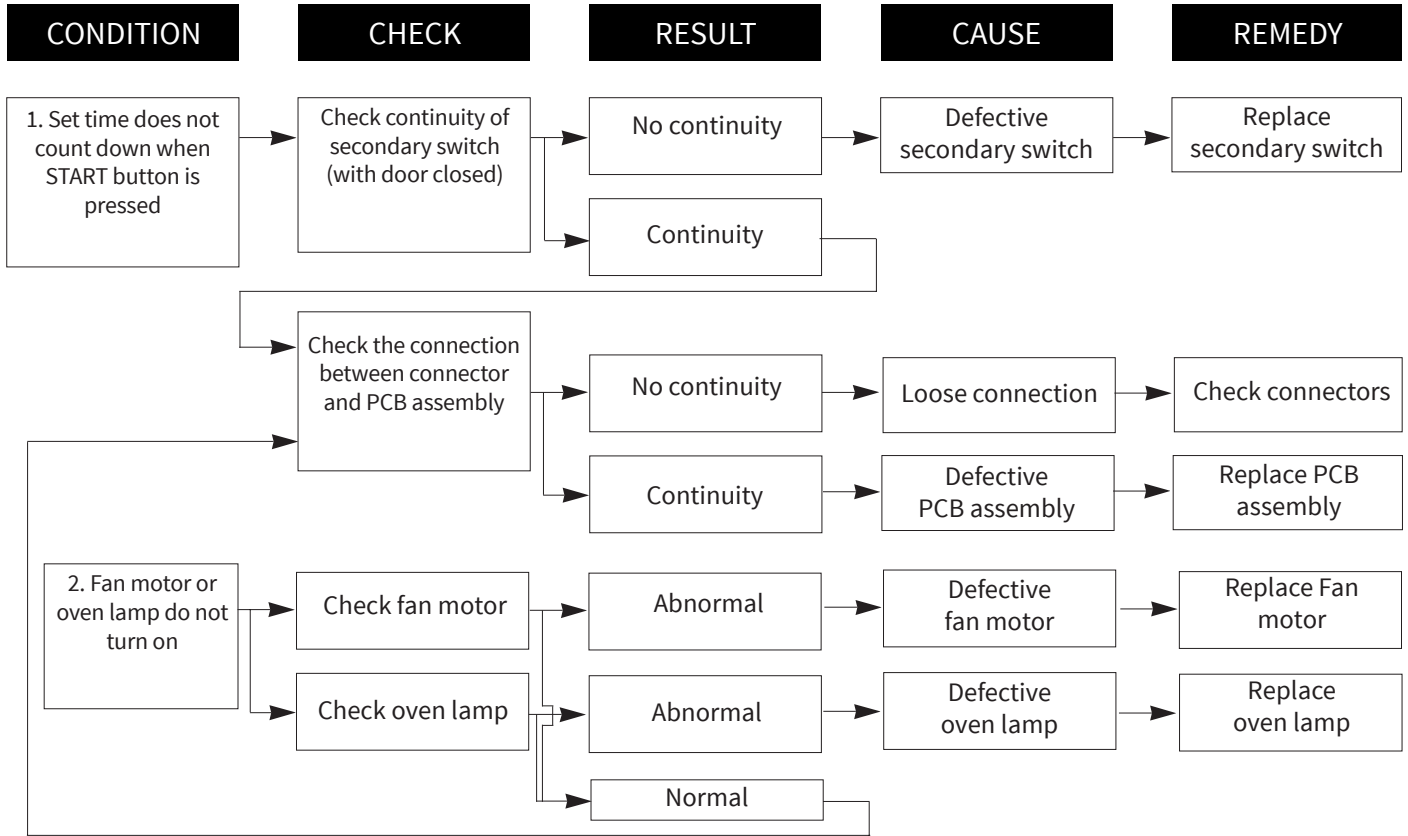 CONDITION
CHECK
RESULT
CAUSE
REMEDY
1. Set time does not
count down when
START button is
pressed
Check continuity of
secondary switch
(with door closed)
No continuity
Defective
secondary switch
Replace
secondary switch
Continuity
Check the connection
between connector
and PCB assembly
No continuity
Loose connection
Check connectors
Continuity
Defective
PCB assembly
Replace PCB
assembly
2. Fan motor or
oven lamp do not
turn on
Check fan motor
Abnormal
Defective
fan motor
Replace Fan
motor
Check oven lamp
Abnormal
Defective
oven lamp
Replace
oven lamp
Normal